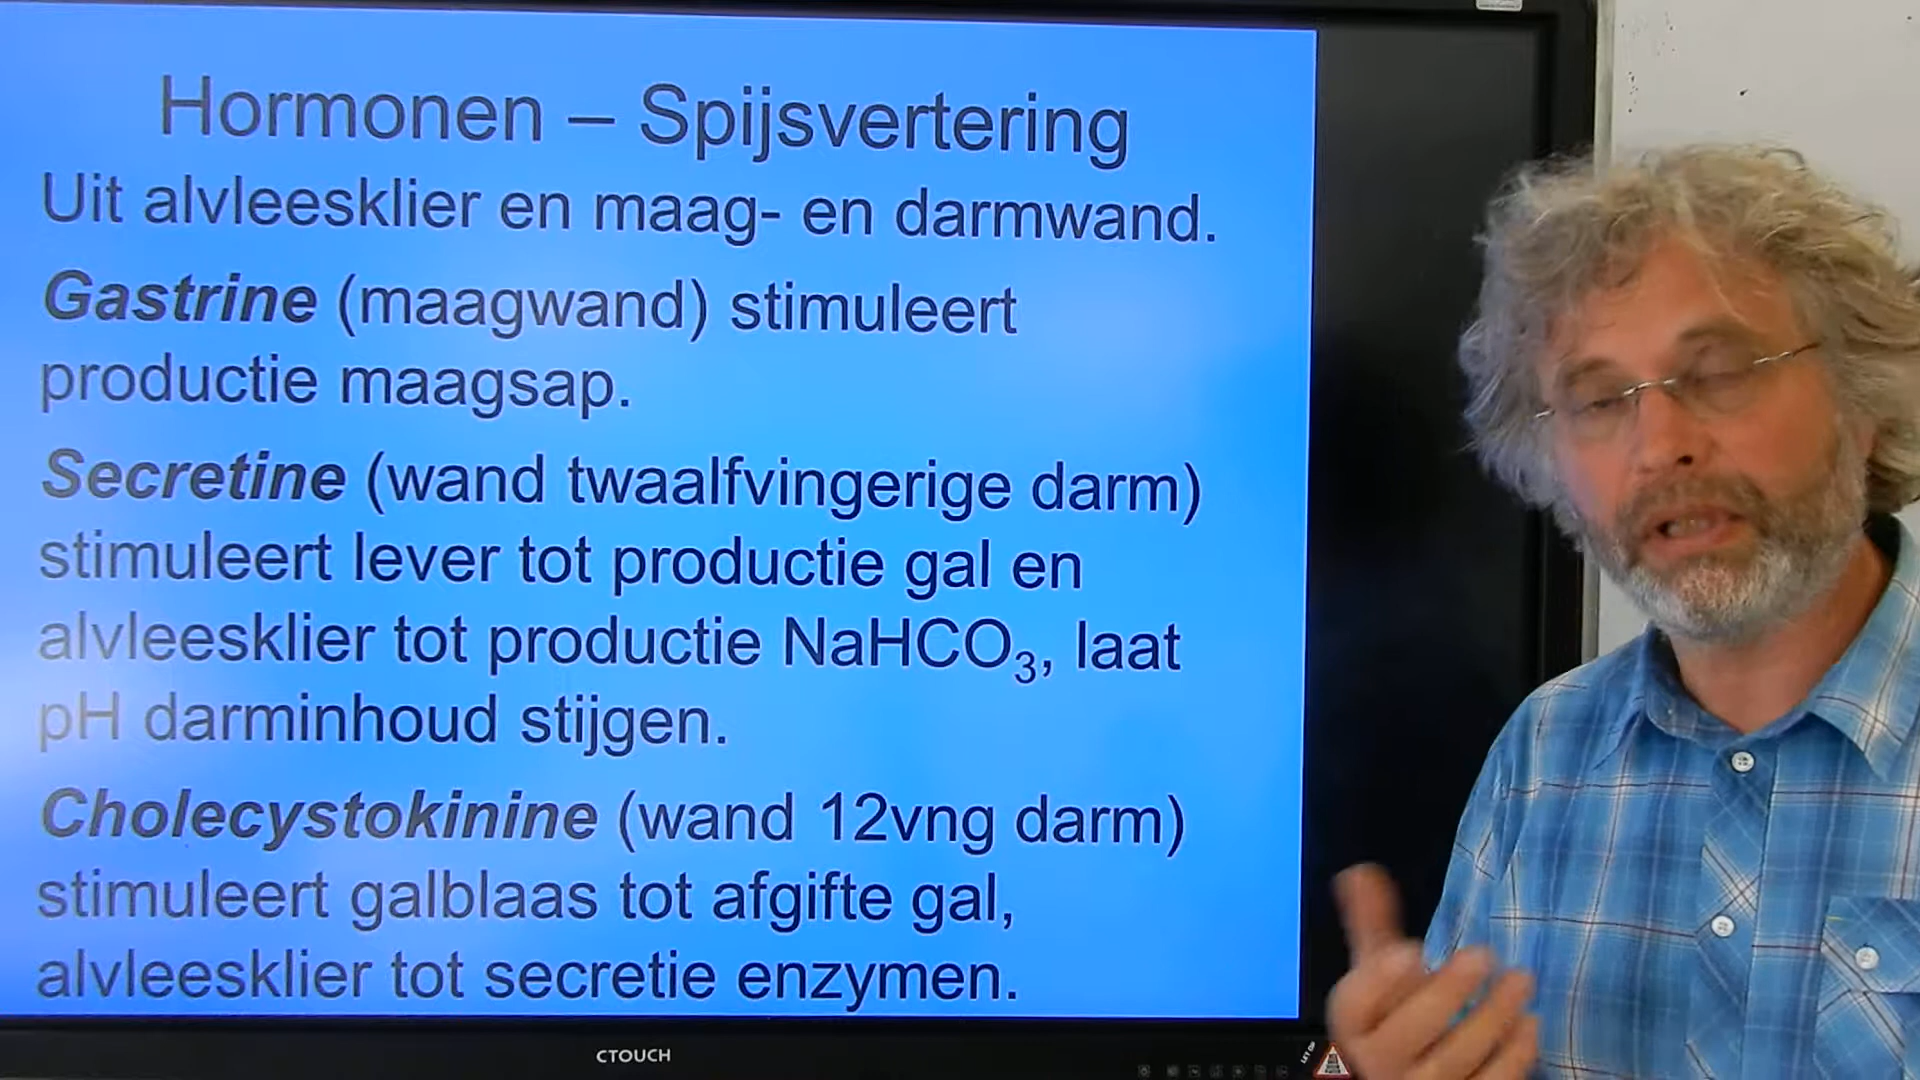 Hormonen – Spijsvertering
Uit alvleesklier en maag- en darmwand.
Gastrine (maagwand) stimuleert
productie maagsap.
Secretine (wand twaalfvingerige darm)
stimuleert lever tot productie gal en
alvleesklier tot productie NaHCO₃, laat
pH darminhoud stijgen.
Cholecystokinine (wand 12vng darm)
stimuleert galblaas tot afgifte gal,
alvleesklier tot secretie enzymen.
CTOUCH
LET OP